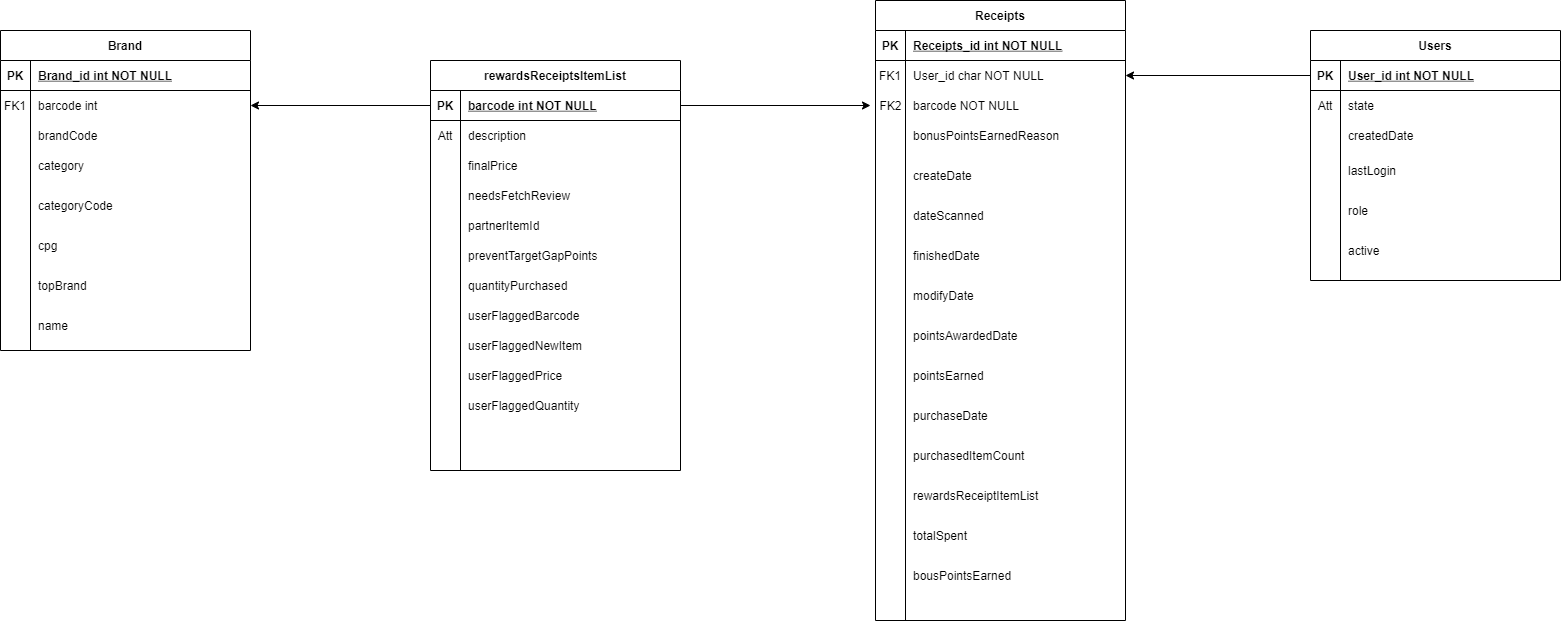 Brand
PK Brand_id int NOT NULL
FK1 barcode int
brandCode
category
categoryCode
cpg
topBrand
name
rewardsReceiptsItemList
PK barcode int NOT NULL
Att description
finalPrice
needsFetchReview
partnerItemId
preventTargetGapPoints
quantityPurchased
userFlaggedBarcode
userFlaggedNewItem
userFlaggedPrice
userFlaggedQuantity
Receipts
PK Receipts_id int NOT NULL
FK1 User_id char NOT NULL
FK2 barcode NOT NULL
bonusPointsEarnedReason
createDate
dateScanned
finishedDate
modifyDate
pointsAwardedDate
pointsEarned
purchaseDate
purchasedItemCount
rewardsReceiptItemList
totalSpent
bousPointsEarned
Users
PK User_id int NOT NULL
Att state
createdDate
lastLogin
role
active